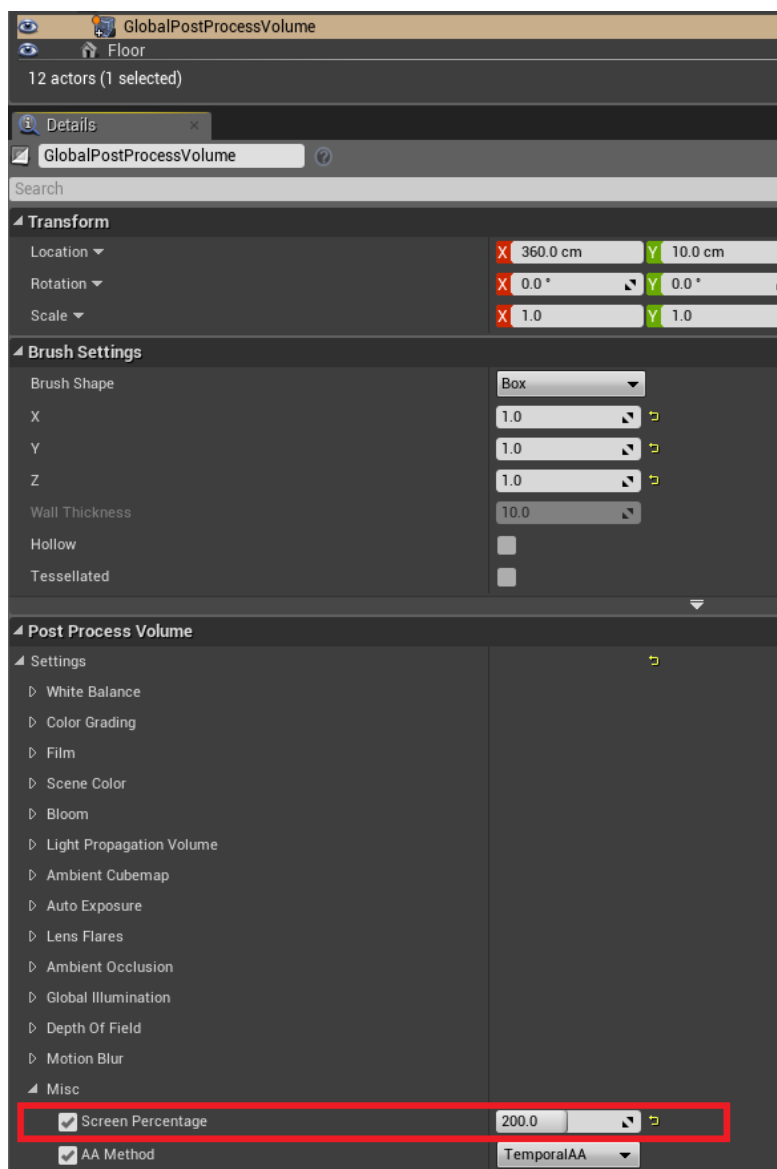 GlobalPostProcessVolume
Floor
12 actors (1 selected)
Details
GlobalPostProcessVolume
Search
Transform
Location X 360.0 cm Y 10.0 cm
Rotation X 0.0 ° Y 0.0 °
Scale X 1.0 Y 1.0
Brush Settings
Brush Shape Box
X 1.0
Y 1.0
Z 1.0
Wall Thickness 10.0
Hollow
Tessellated
Post Process Volume
Settings
White Balance
Color Grading
Film
Scene Color
Bloom
Light Propagation Volume
Ambient Cubemap
Auto Exposure
Lens Flares
Ambient Occlusion
Global Illumination
Depth Of Field
Motion Blur
Misc
Screen Percentage 200.0
AA Method TemporalAA